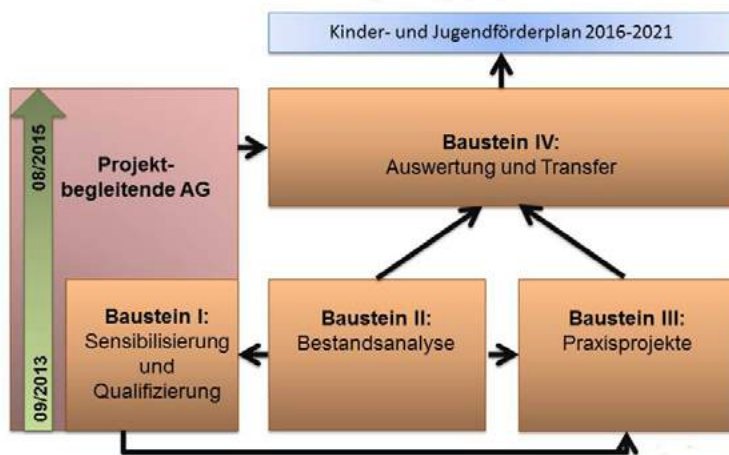 Kinder- und Jugendförderplan 2016-2021
08/2015
09/2013
Projekt-
begleitende AG
Baustein IV:
Auswertung und Transfer
Baustein I:
Sensibilisierung
und
Qualifizierung
Baustein II:
Bestandsanalyse
Baustein III:
Praxisprojekte